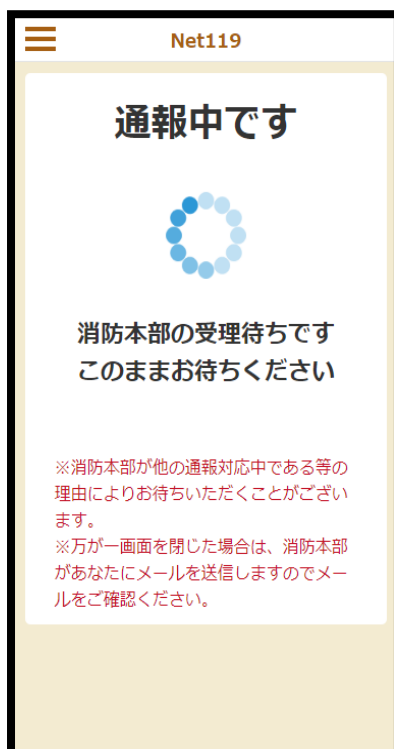 Net119
通報中です
消防本部の受理待ちです
このままお待ちください
※消防本部が他の通報対応中である等の
理由によりお待ちいただくことがござい
ます。
※万が一画面を閉じた場合は、消防本部
があなたにメールを送信しますのでメー
ルをご確認ください。